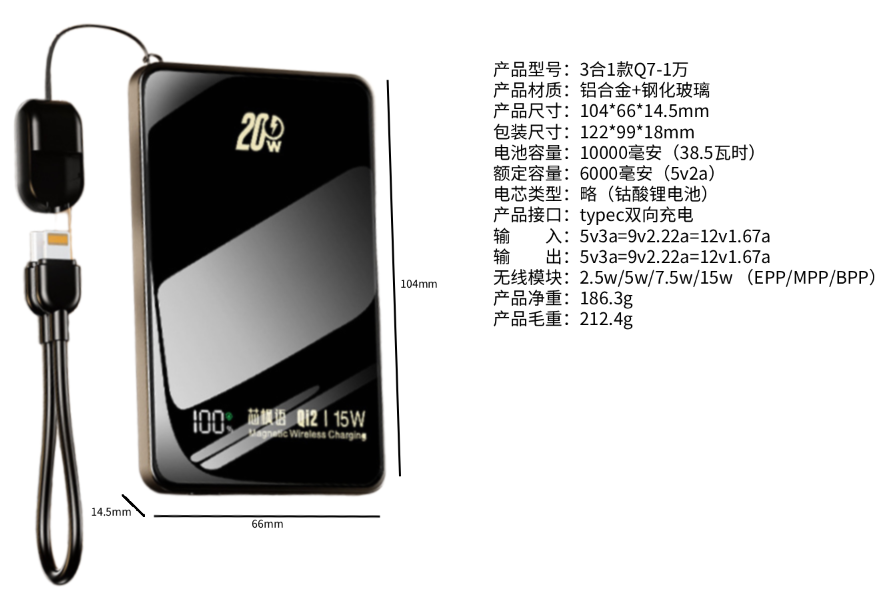 20W
100%
芯楓语 Qi2 | 15W
Magnetic Wireless Charging
104mm
14.5mm
66mm
产品型号：3合1款Q7-1万
产品材质：铝合金+钢化玻璃
产品尺寸：104*66*14.5mm
包装尺寸：122*99*18mm
电池容量：10000毫安（38.5瓦时）
额定容量：6000毫安（5v2a）
电芯类型：略（钴酸锂电池）
产品接口：typec双向充电
输　　入：5v3a=9v2.22a=12v1.67a
输　　出：5v3a=9v2.22a=12v1.67a
无线模块：2.5w/5w/7.5w/15w （EPP/MPP/BPP）
产品净重：186.3g
产品毛重：212.4g